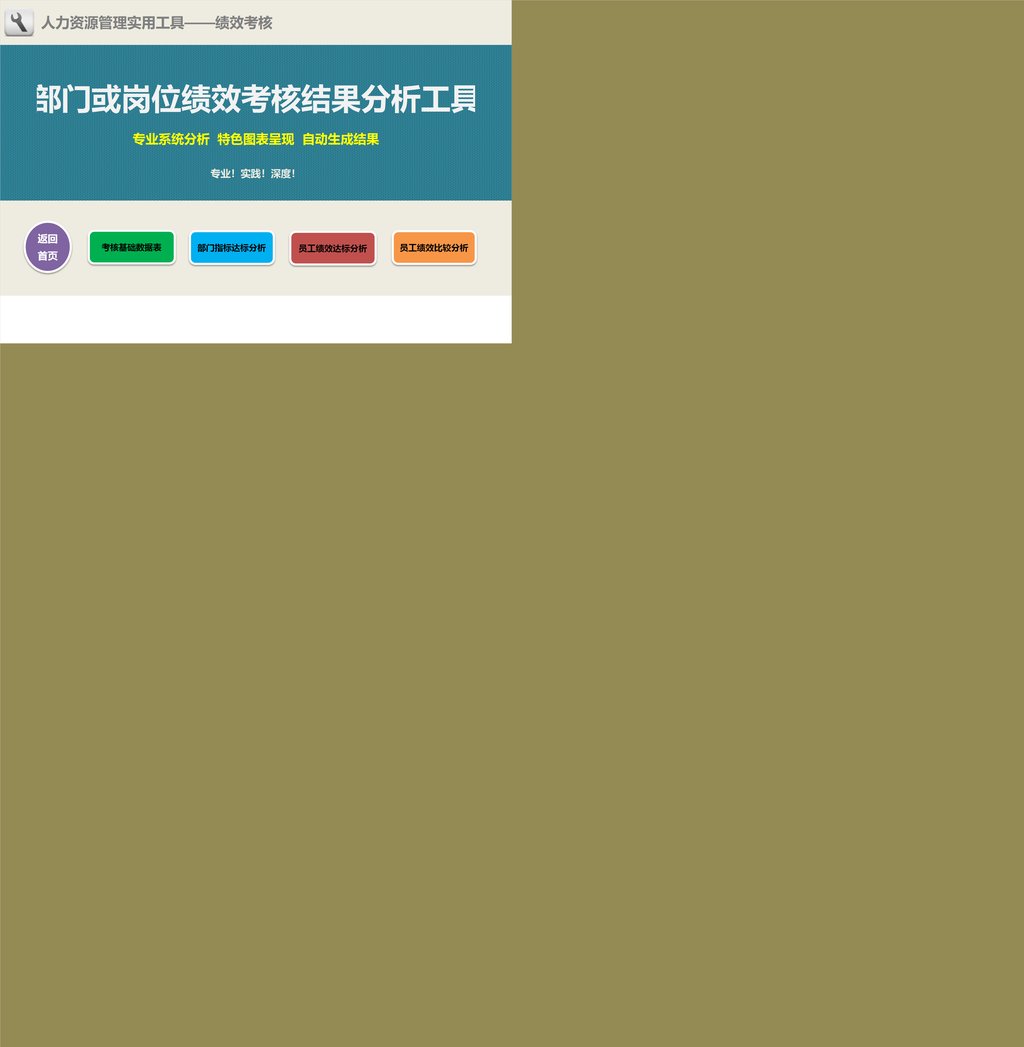 人力资源管理实用工具——绩效考核
部门或岗位绩效考核结果分析工具
专业系统分析 特色图表呈现 自动生成结果
专业！实践！深度！
返回
首页
考核基础数据表
部门指标达标分析
员工绩效达标分析
员工绩效比较分析